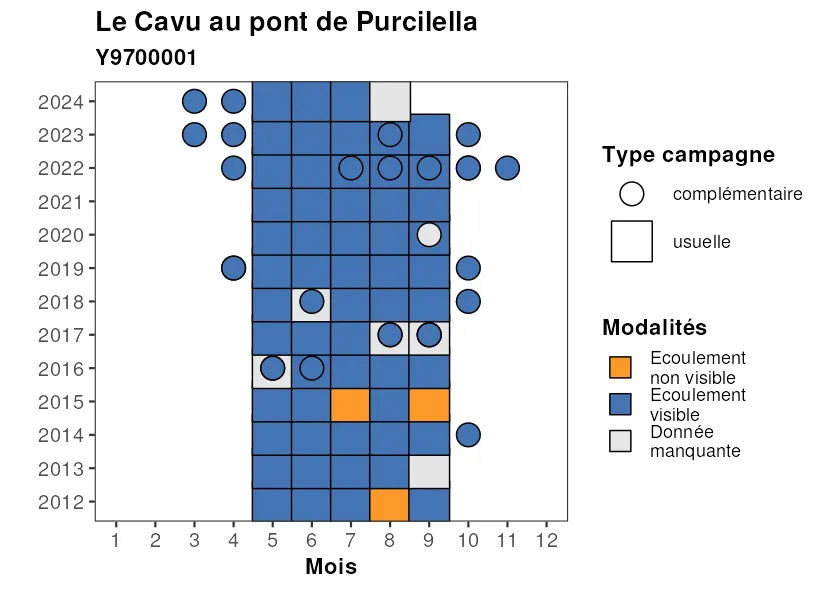 Le Cavu au pont de Purcilella
Y9700001
2024
2023
2022
2021
2020
2019
2018
2017
2016
2015
2014
2013
2012
1 2 3 4 5 6 7 8 9 10 11 12
Mois
Type campagne
complémentaire
usuelle
Modalités
Ecoulement
non visible
Ecoulement
visible
Donnée
manquante